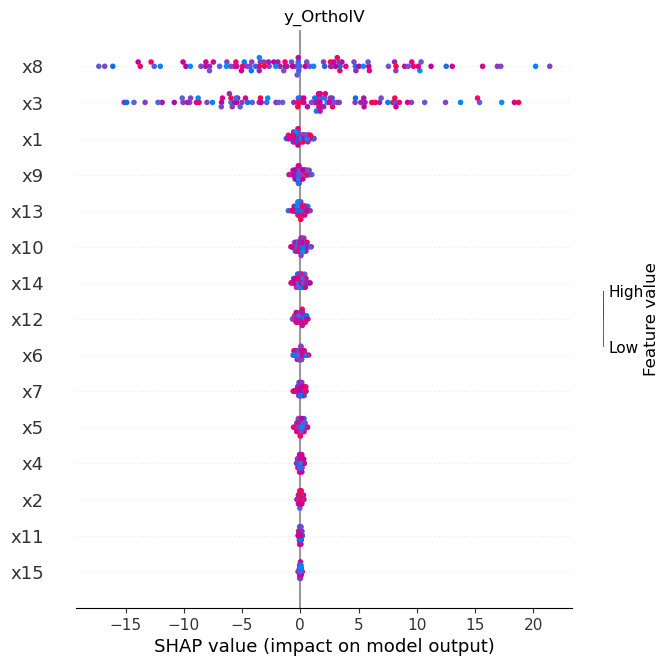 y_OrthoIV
x8
x3
x1
x9
x13
x10
x14
x12
x6
x7
x5
x4
x2
x11
x15
High
Low
Feature value
−15 −10 −5 0 5 10 15 20
SHAP value (impact on model output)